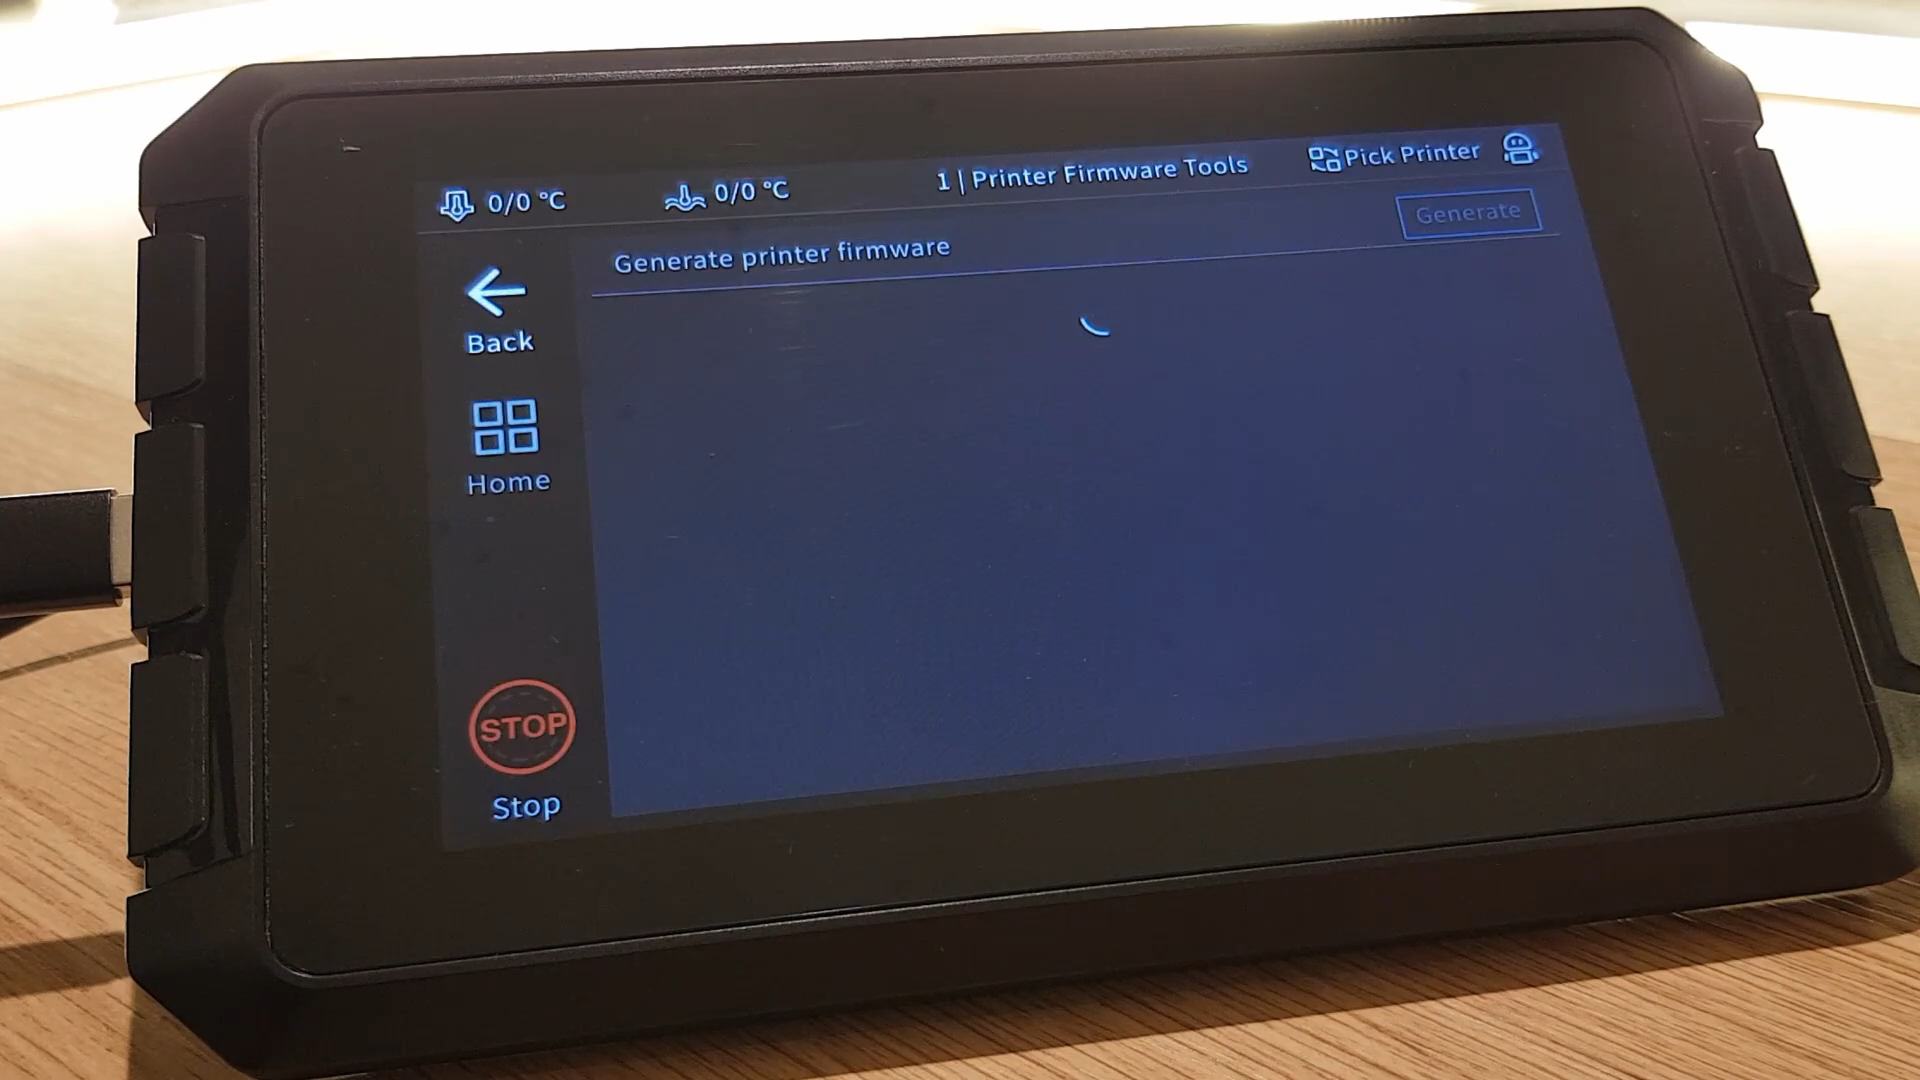 0/0 °C
0/0 °C
1 | Printer Firmware Tools
Pick Printer
Generate printer firmware
Generate
Back
Home
STOP
Stop